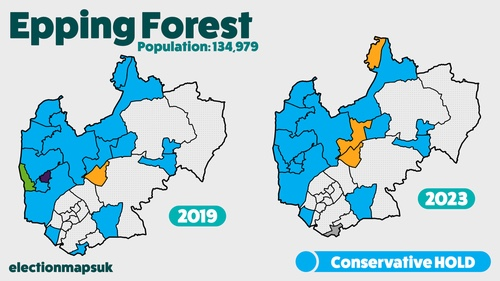 Epping Forest
Population: 134,979
2019
2023
electionmapsuk
Conservative HOLD